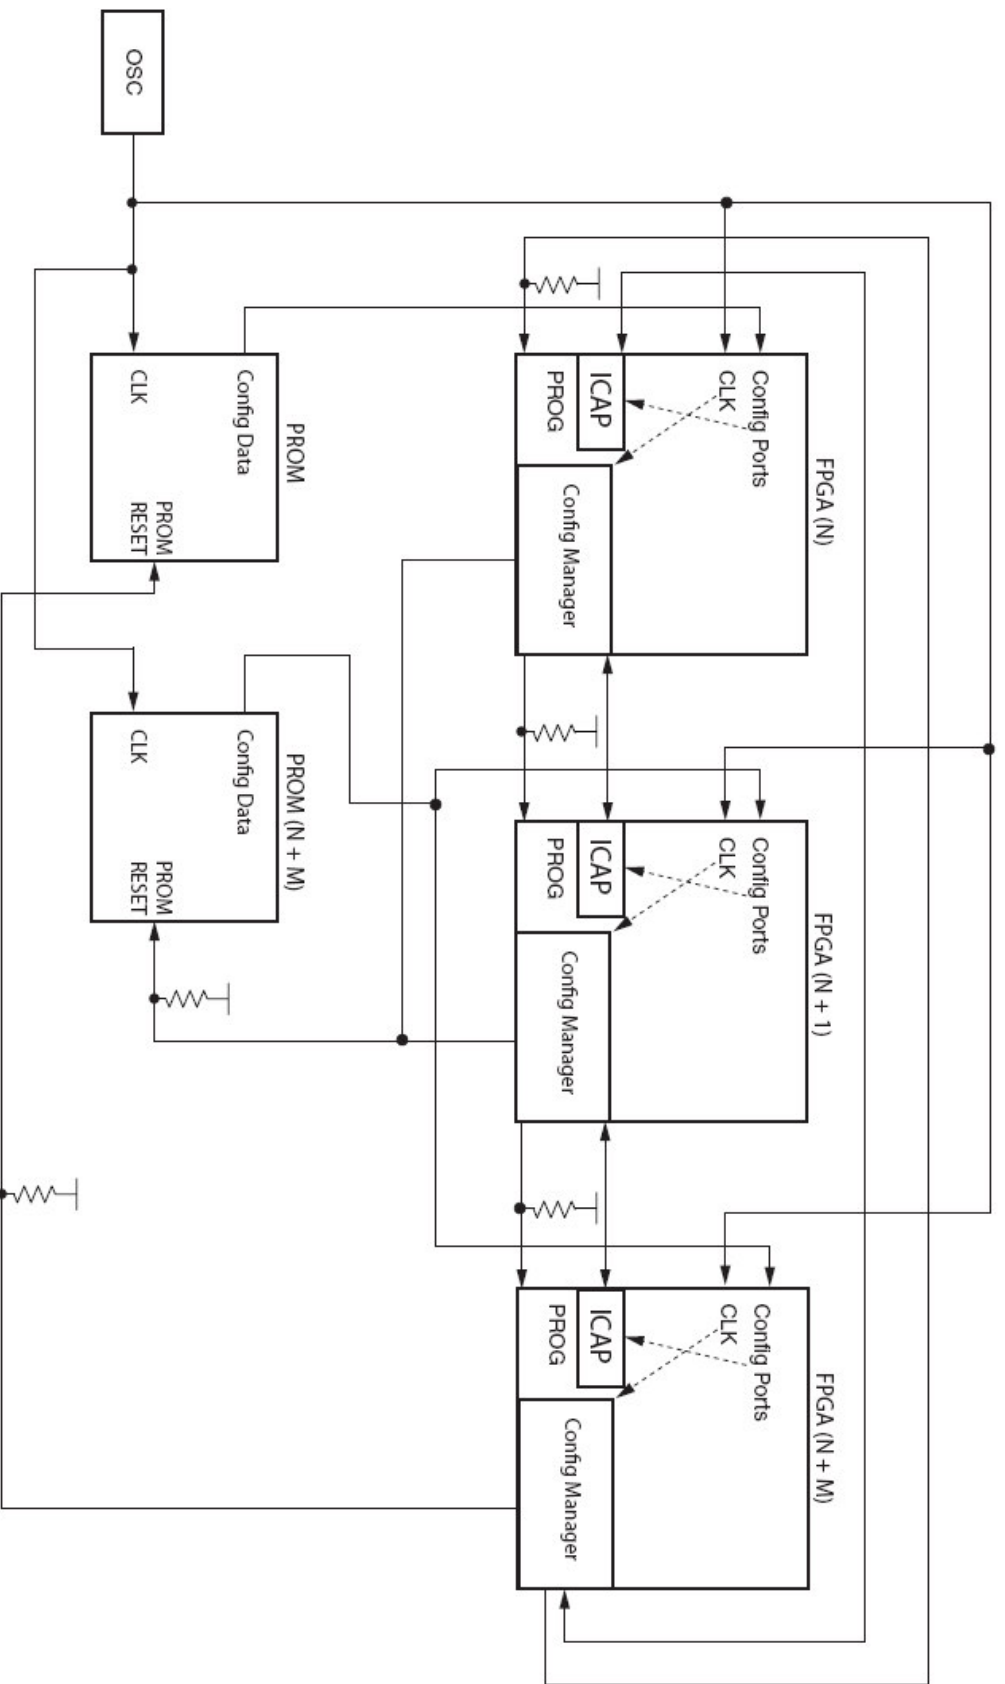 OSC
FPGA (N)
Config Ports
CLK
ICAP
PROG
Config Manager
FPGA (N + 1)
Config Ports
CLK
ICAP
PROG
Config Manager
FPGA (N + M)
Config Ports
CLK
ICAP
PROG
Config Manager
PROM
Config Data
CLK
PROM
RESET
PROM (N + M)
Config Data
CLK
PROM
RESET